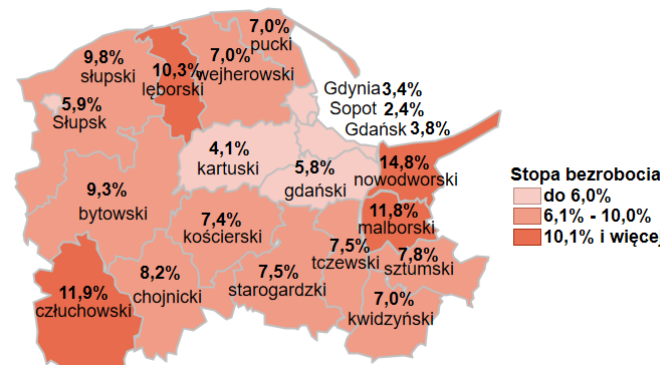 7,0%
pucki
9,8%
słupski
10,3%
lęborski
7,0%
wejherowski
5,9%
Słupsk
Gdynia 3,4%
Sopot 2,4%
Gdańsk 3,8%
4,1%
kartuski
5,8%
gdański
14,8%
nowodworski
9,3%
bytowski
7,4%
kościerski
11,8%
malborski
7,5%
tczewski
7,8%
sztumski
11,9%
człuchowski
8,2%
chojnicki
7,5%
starogardzki
7,0%
kwidzyński
Stopa bezrobocia
do 6,0%
6,1% - 10,0%
10,1% i więcej